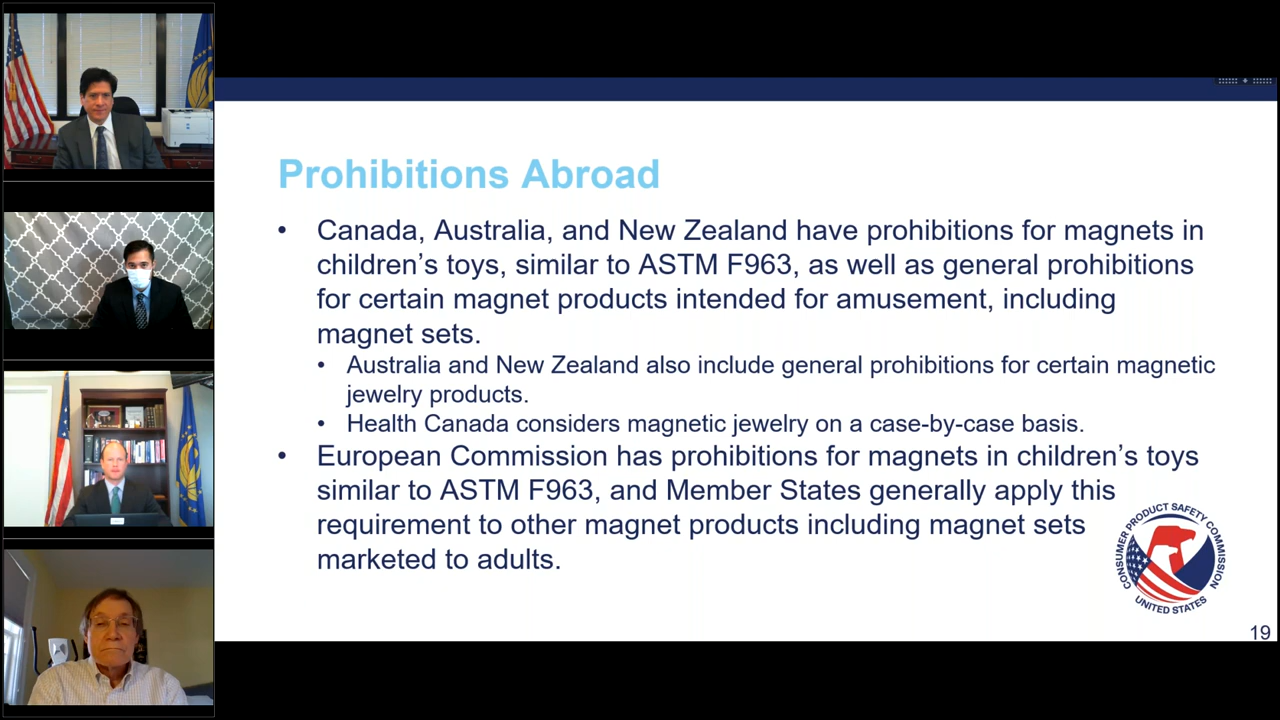 Prohibitions Abroad
• Canada, Australia, and New Zealand have prohibitions for magnets in
children’s toys, similar to ASTM F963, as well as general prohibitions
for certain magnet products intended for amusement, including
magnet sets.
• Australia and New Zealand also include general prohibitions for certain magnetic
jewelry products.
• Health Canada considers magnetic jewelry on a case-by-case basis.
• European Commission has prohibitions for magnets in children’s toys
similar to ASTM F963, and Member States generally apply this
requirement to other magnet products including magnet sets
marketed to adults.
CONSUMER PRODUCT SAFETY COMMISSION
UNITED STATES
19